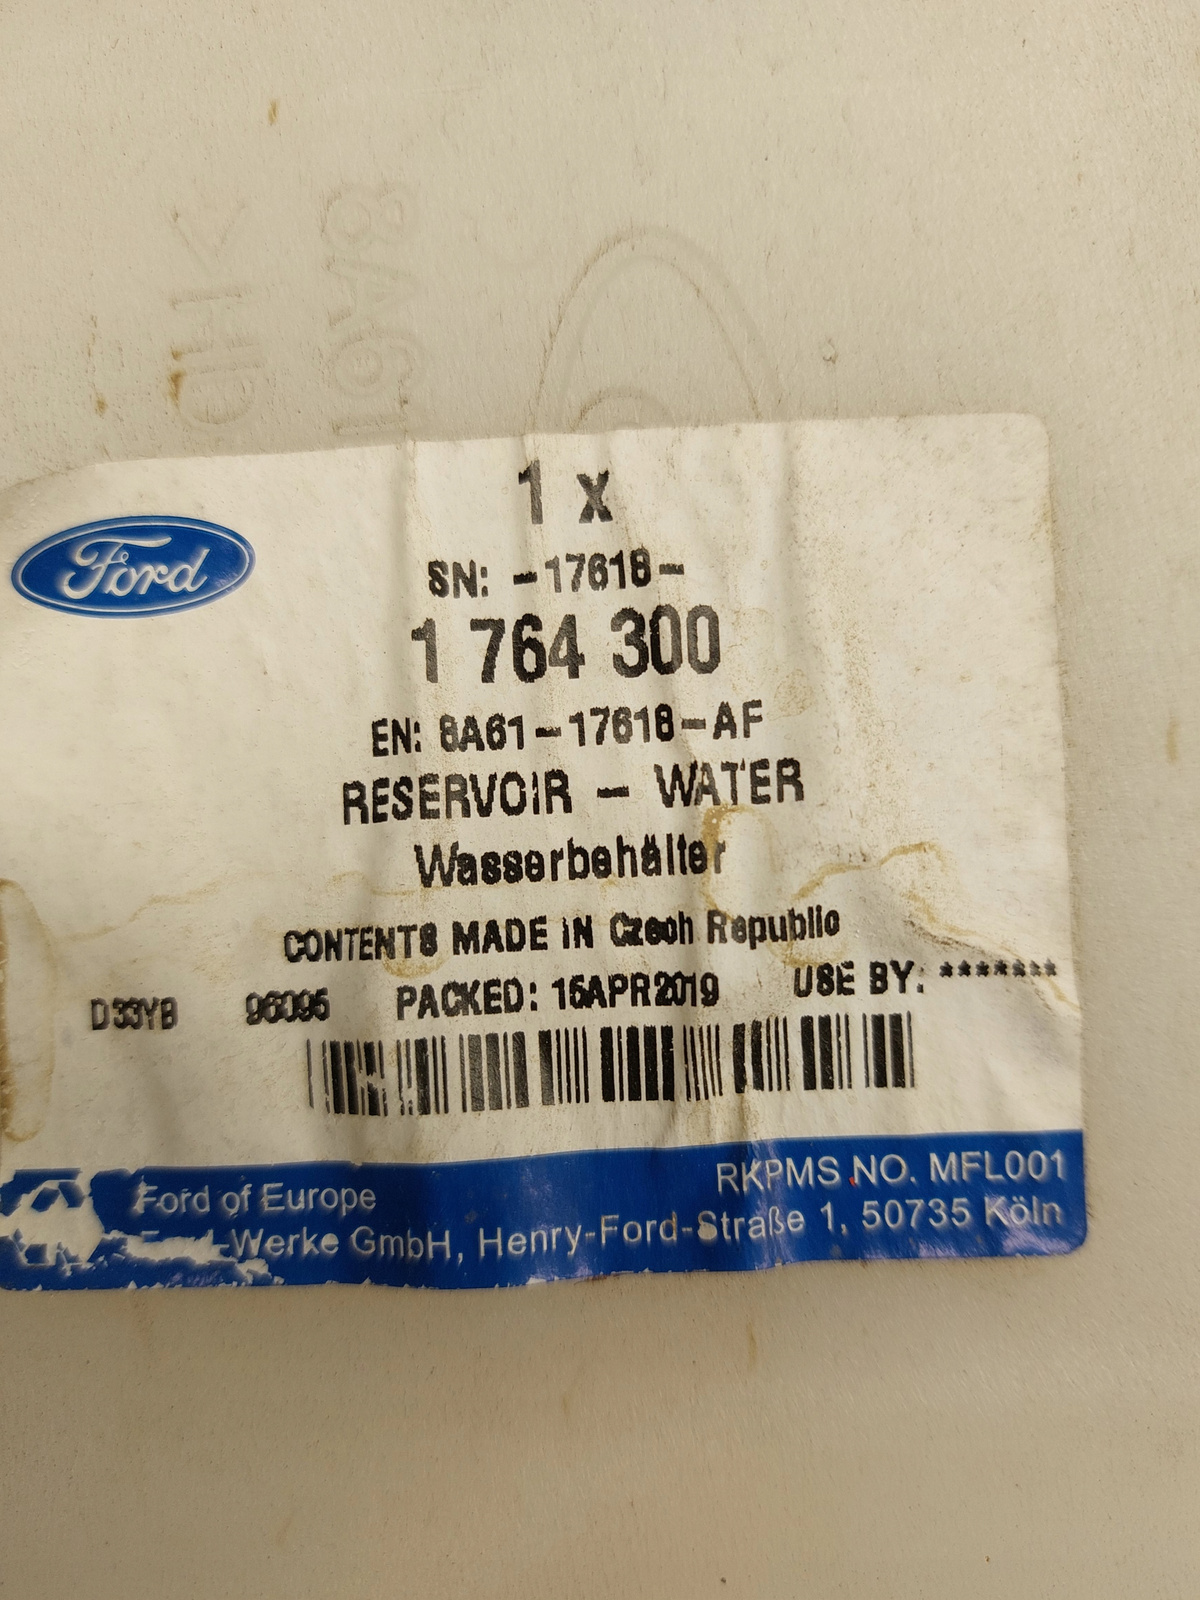 8A61
Ford
1 x
SN: -17618-
1 764 300
EN: 8A61-17618-AF
RESERVOIR - WATER
Wasserbehälter
CONTENTS MADE IN Czech Republic
D33YB 96095 PACKED: 15APR2019 USE BY: *******
RKPMS NO. MFL001
Ford of Europe
Ford-Werke GmbH, Henry-Ford-Straße 1, 50735 Köln